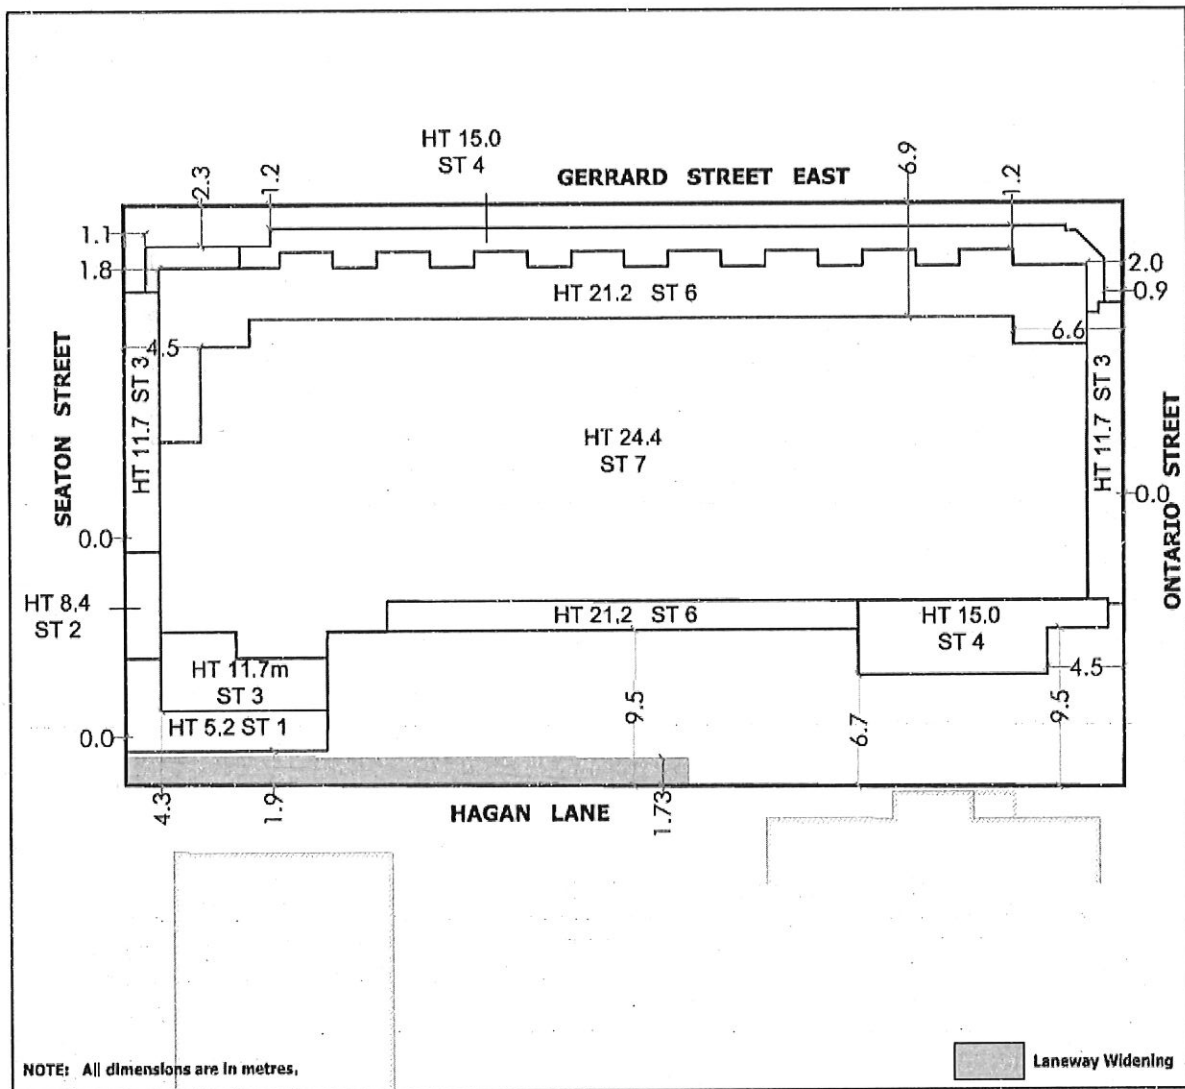 HT 15.0
ST 4
GERRARD STREET EAST
2.3
1.2
6.9
1.2
1.1
1.8
2.0
0.9
HT 21.2 ST 6
6.6
4.5
SEATON STREET
HT 11.7 ST 3
HT 24.4
ST 7
HT 11.7 ST 3
ONTARIO STREET
0.0
0.0
HT 8.4
ST 2
HT 21.2 ST 6
HT 15.0
ST 4
HT 11.7m
ST 3
4.5
HT 5.2 ST 1
9.5
6.7
9.5
0.0
4.3
1.9
HAGAN LANE
1.73
NOTE: All dimensions are in metres.
Laneway Widening